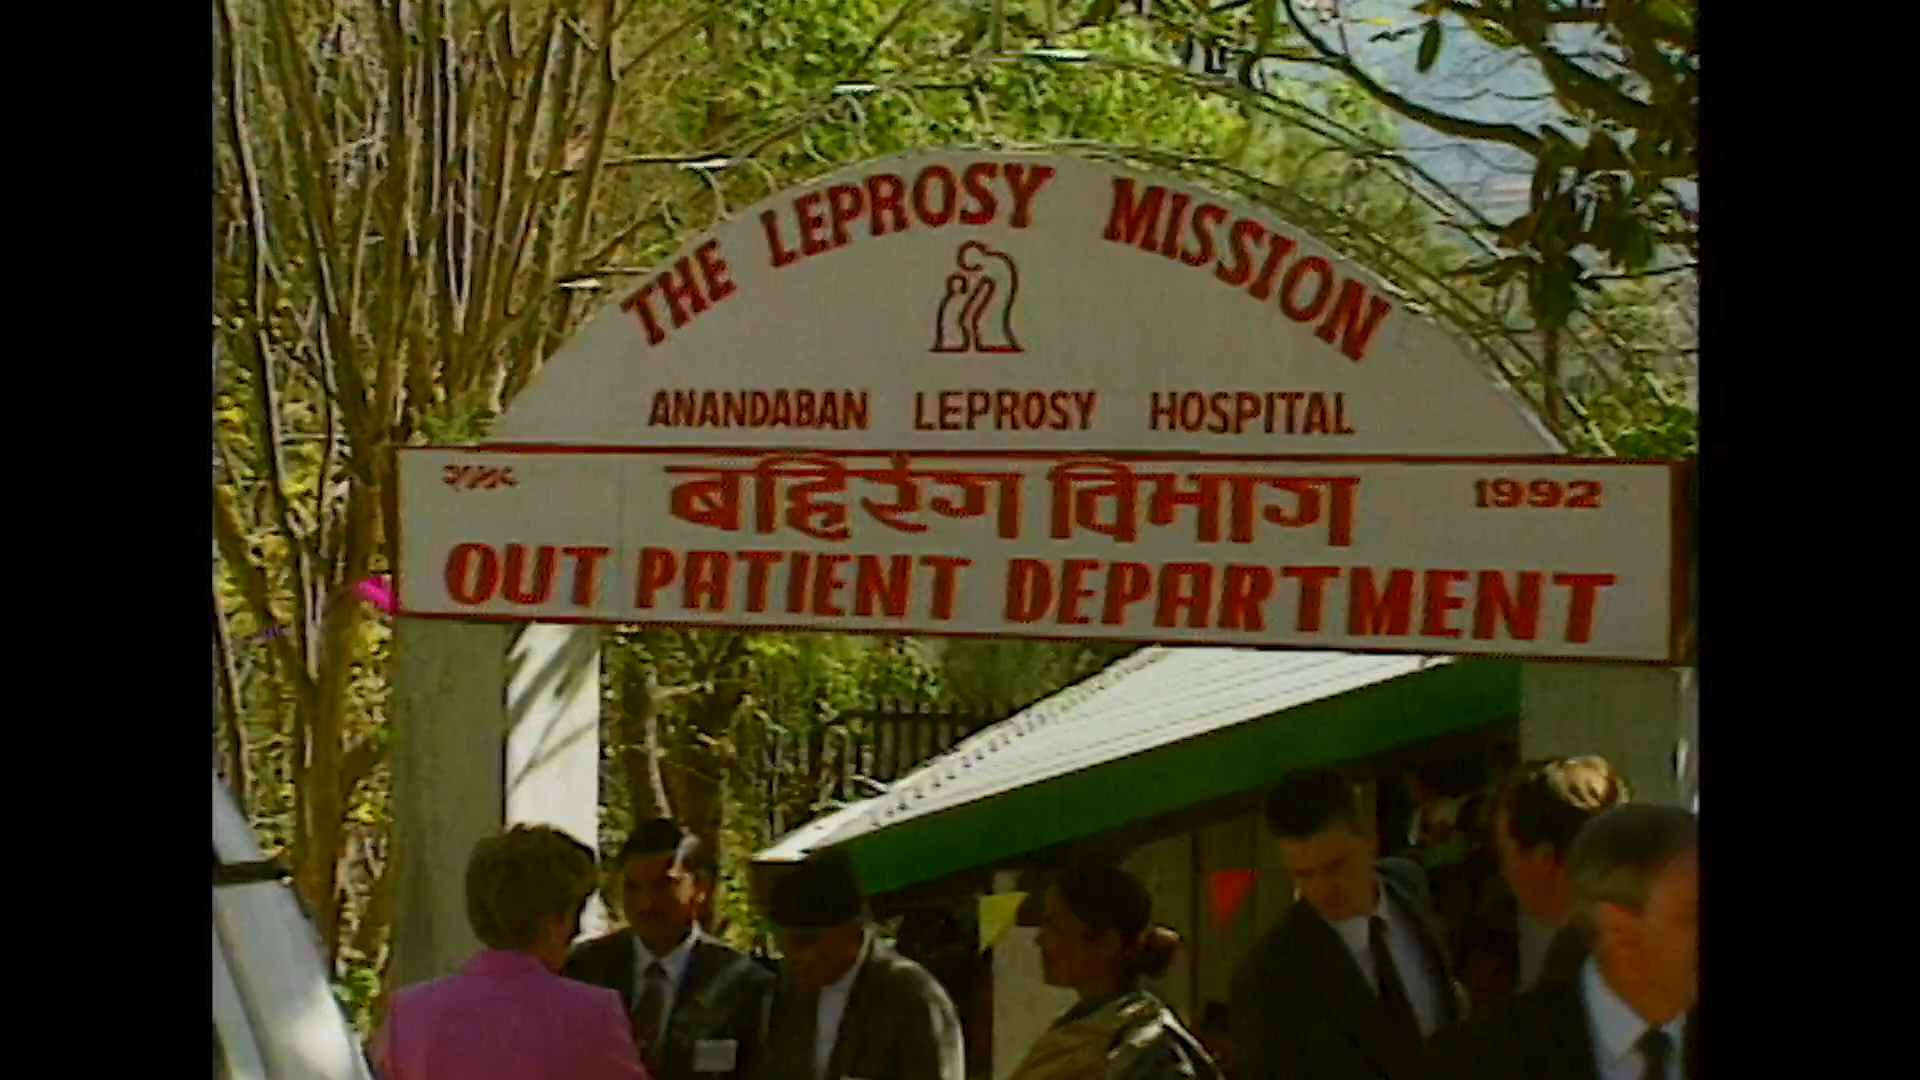 THE LEPROSY MISSION
ANANDABAN LEPROSY HOSPITAL
बहिरंग विभाग 1992
OUT PATIENT DEPARTMENT